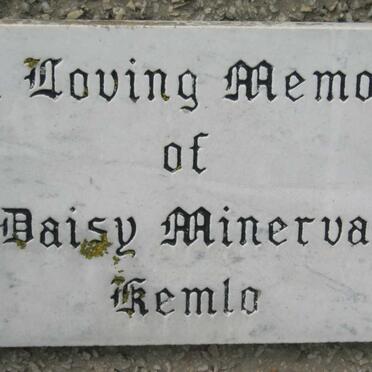 Loving Memo
of
Daisy Minerva
Kemlo